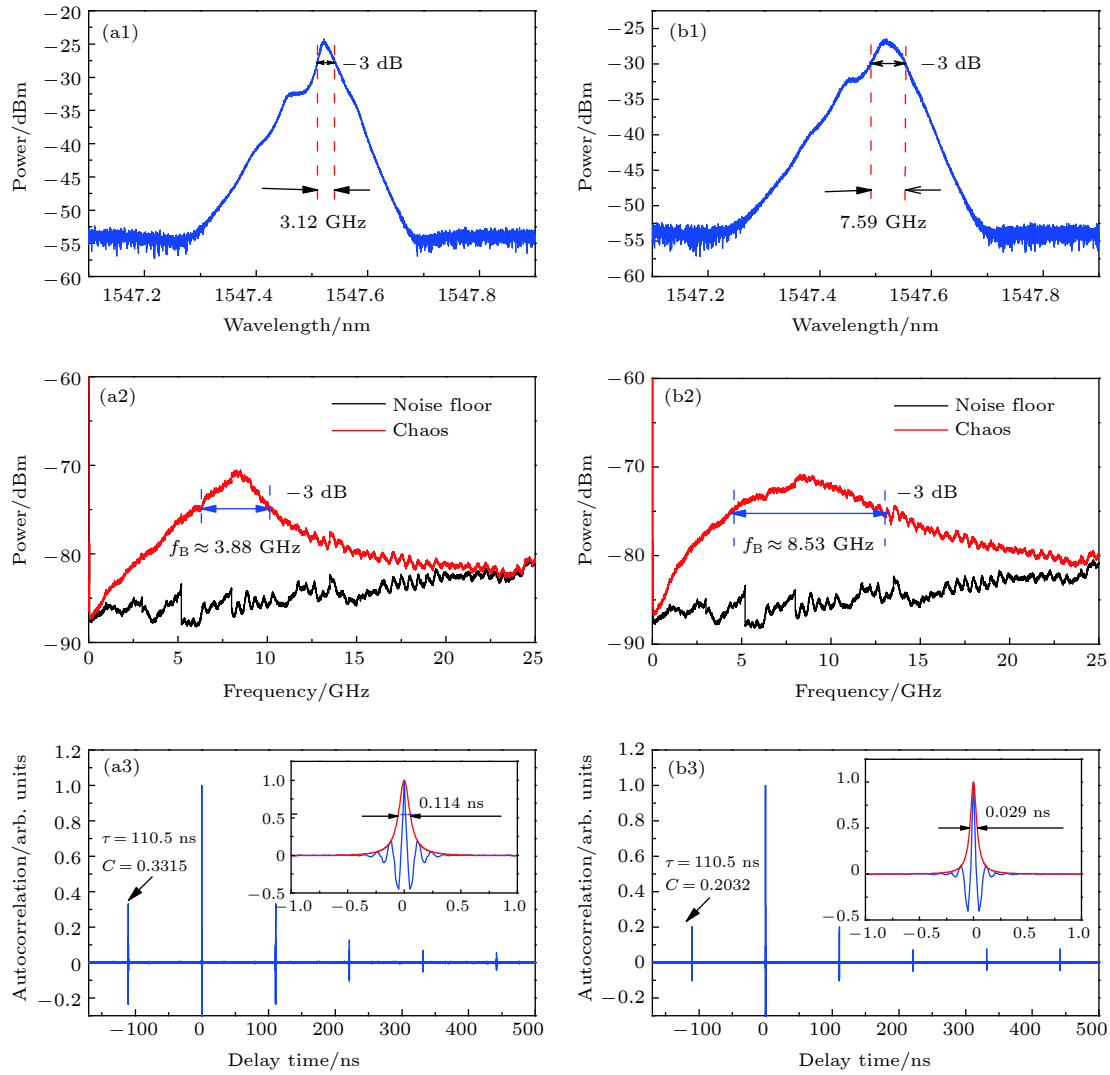 (a1)
−20
−25
−30
−35
−40
−45
−50
−55
−60
Power/dBm
−3 dB
3.12 GHz
1547.2 1547.4 1547.6 1547.8
Wavelength/nm
(b1)
−20
−25
−30
−35
−40
−45
−50
−55
−60
Power/dBm
−3 dB
7.59 GHz
1547.2 1547.4 1547.6 1547.8
Wavelength/nm
(a2)
−60
−70
−80
−90
Power/dBm
Noise floor
Chaos
−3 dB
f_B ≈ 3.88 GHz
0 5 10 15 20 25
Frequency/GHz
(b2)
−60
−70
−80
−90
Power/dBm
Noise floor
Chaos
−3 dB
f_B ≈ 8.53 GHz
0 5 10 15 20 25
Frequency/GHz
(a3)
1.2
1.0
0.8
0.6
0.4
0.2
0
−0.2
Autocorrelation/arb. units
τ = 110.5 ns
C = 0.3315
1.0
0.5
0
−0.5
0.114 ns
−1.0 −0.5 0 0.5 1.0
−100 0 100 200 300 400 500
Delay time/ns
(b3)
1.2
1.0
0.8
0.6
0.4
0.2
0
−0.2
Autocorrelation/arb. units
τ = 110.5 ns
C = 0.2032
1.0
0.5
0
−0.5
0.029 ns
−1.0 −0.5 0 0.5 1.0
−100 0 100 200 300 400 500
Delay time/ns